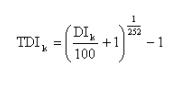 TDI_k = (DI_k / 100 + 1)^(1/252) − 1